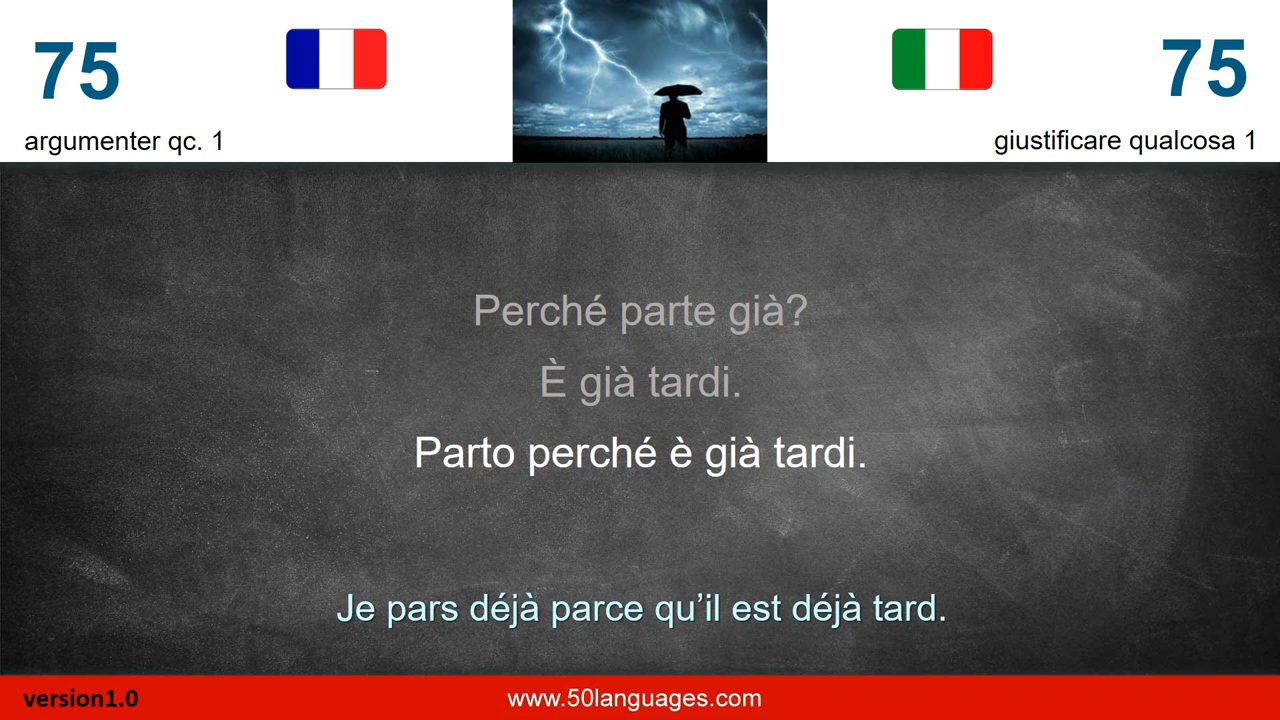 75
75
argumenter qc. 1
giustificare qualcosa 1
Perché parte già?
È già tardi.
Parto perché è già tardi.
Je pars déjà parce qu’il est déjà tard.
version1.0
www.50languages.com